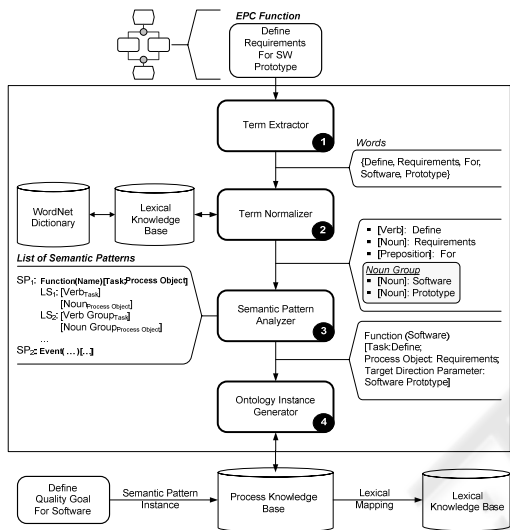 EPC Function
Define
Requirements
For SW
Prototype
Term Extractor
1
Words
{Define, Requirements, For,
Software, Prototype}
WordNet
Dictionary
Lexical
Knowledge
Base
Term Normalizer
2
▪ [Verb]: Define
▪ [Noun]: Requirements
▪ [Preposition]: For
Noun Group
▪ [Noun]: Software
▪ [Noun]: Prototype
List of Semantic Patterns
SP1: Function(Name)[Task;Process Object]
LS1: [VerbTask]
[NounProcess Object]
LS2: [Verb GroupTask]
[Noun GroupProcess Object]
...
SP2: Event(...)[...]
Semantic Pattern
Analyzer
3
Function (Software)
[Task:Define;
Process Object: Requirements;
Target Direction Parameter:
Software Prototype]
Ontology Instance
Generator
4
Define
Quality Goal
For Software
Semantic Pattern
Instance
Process Knowledge
Base
Lexical
Mapping
Lexical
Knowledge Base